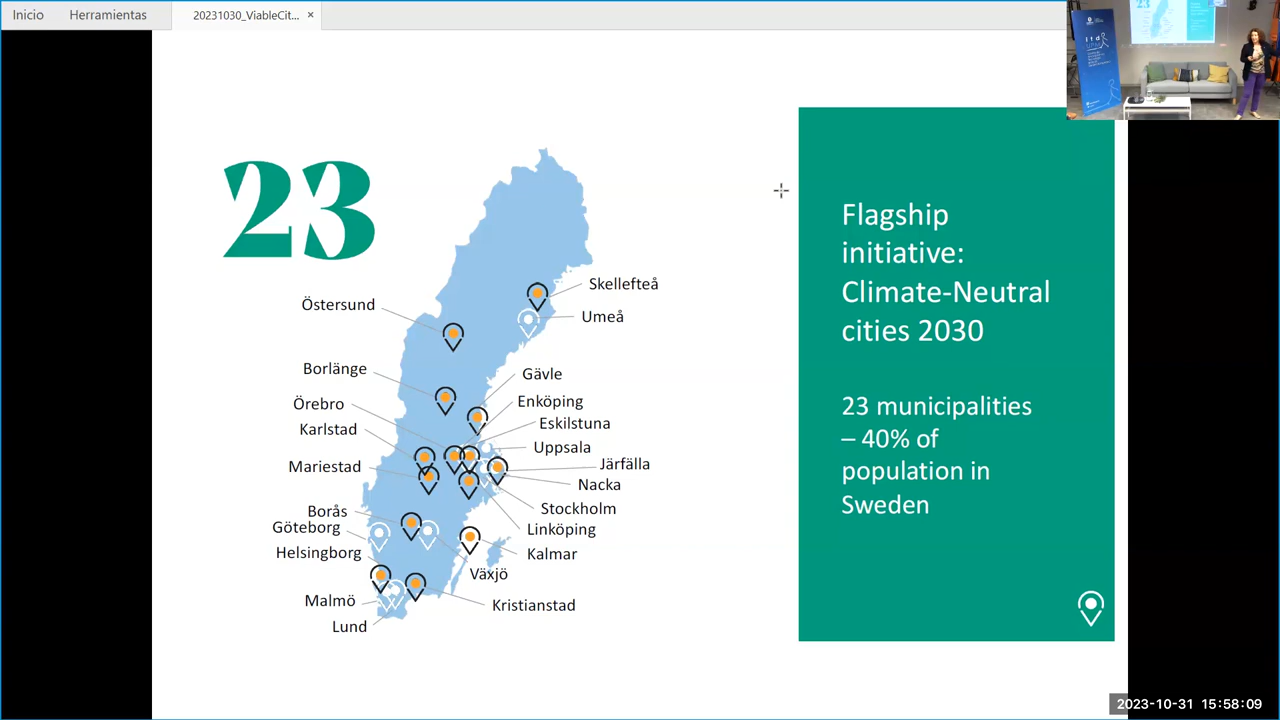 Inicio
Herramientas
20231030_ViableCit...
23
Skellefteå
Östersund
Umeå
Borlänge
Gävle
Örebro
Enköping
Eskilstuna
Karlstad
Uppsala
Järfälla
Mariestad
Nacka
Stockholm
Borås
Göteborg
Linköping
Helsingborg
Kalmar
Växjö
Malmö
Kristianstad
Lund
Flagship
initiative:
Climate-Neutral
cities 2030
23 municipalities
– 40% of
population in
Sweden
2023-10-31 15:58:09